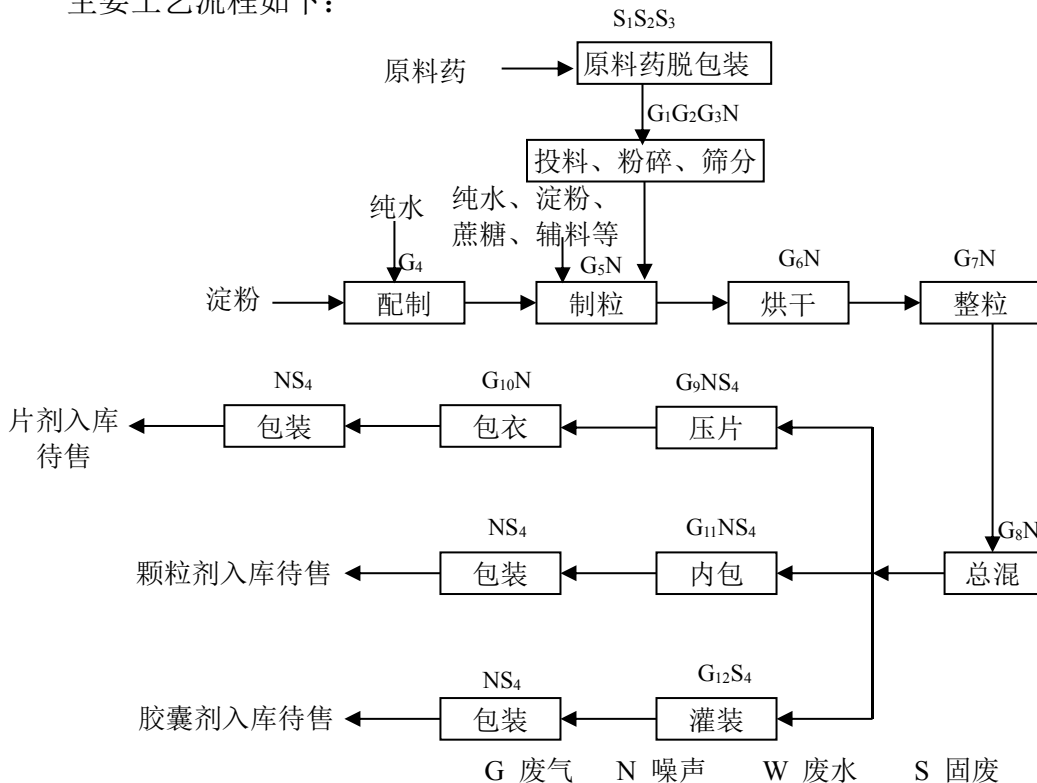 主要工艺流程如下：
S₁S₂S₃
原料药
原料药脱包装
G₁G₂G₃N
投料、粉碎、筛分
纯水
纯水、淀粉、
蔗糖、辅料等
G₄
G₅N
G₆N
G₇N
淀粉
配制
制粒
烘干
整粒
NS₄
G₁₀N
G₉NS₄
片剂入库
待售
包装
包衣
压片
NS₄
G₁₁NS₄
G₈N
颗粒剂入库待售
包装
内包
总混
NS₄
G₁₂S₄
胶囊剂入库待售
包装
灌装
G 废气 N 噪声 W 废水 S 固废